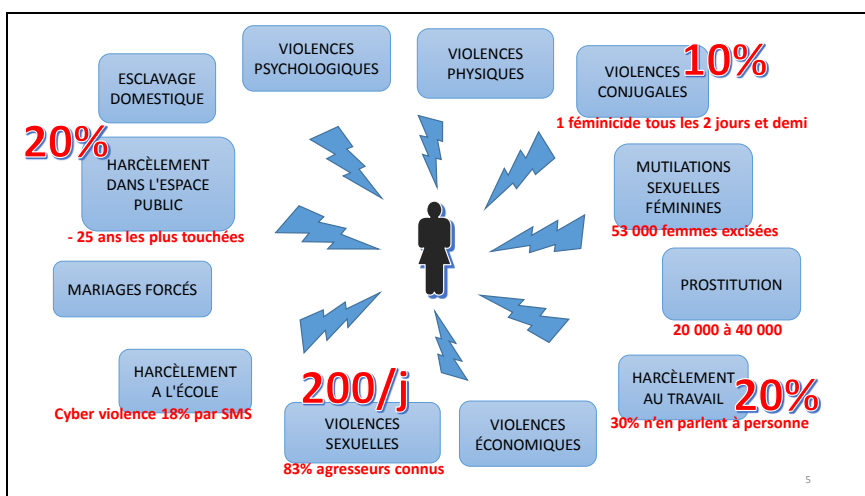 VIOLENCES
PSYCHOLOGIQUES
VIOLENCES
PHYSIQUES
VIOLENCES
CONJUGALES
10%
1 féminicide tous les 2 jours et demi
ESCLAVAGE
DOMESTIQUE
20%
HARCÈLEMENT
DANS L'ESPACE
PUBLIC
- 25 ans les plus touchées
MUTILATIONS
SEXUELLES
FÉMININES
53 000 femmes excisées
MARIAGES FORCÉS
PROSTITUTION
20 000 à 40 000
HARCÈLEMENT
A L'ÉCOLE
Cyber violence 18% par SMS
200/j
VIOLENCES
SEXUELLES
83% agresseurs connus
VIOLENCES
ÉCONOMIQUES
HARCÈLEMENT
AU TRAVAIL
20%
30% n’en parlent à personne
5